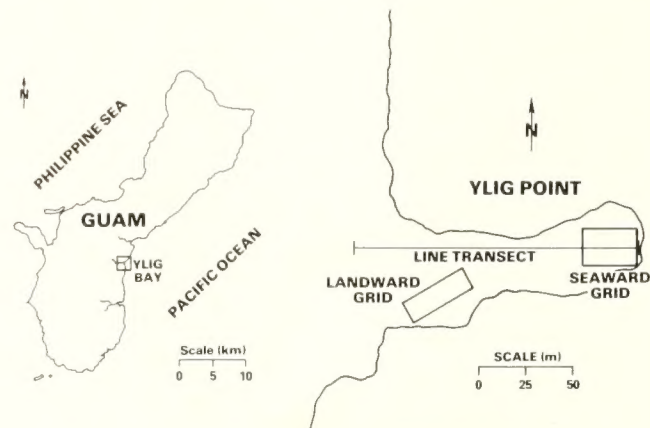 N
PHILIPPINE SEA
GUAM
YLIG
BAY
PACIFIC OCEAN
Scale (km)
0 5 10
N
YLIG POINT
LINE TRANSECT
LANDWARD
GRID
SEAWARD
GRID
SCALE (m)
0 25 50